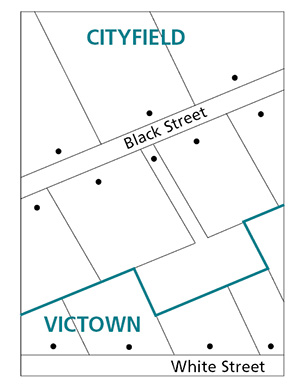 CITYFIELD
Black Street
VICTOWN
White Street